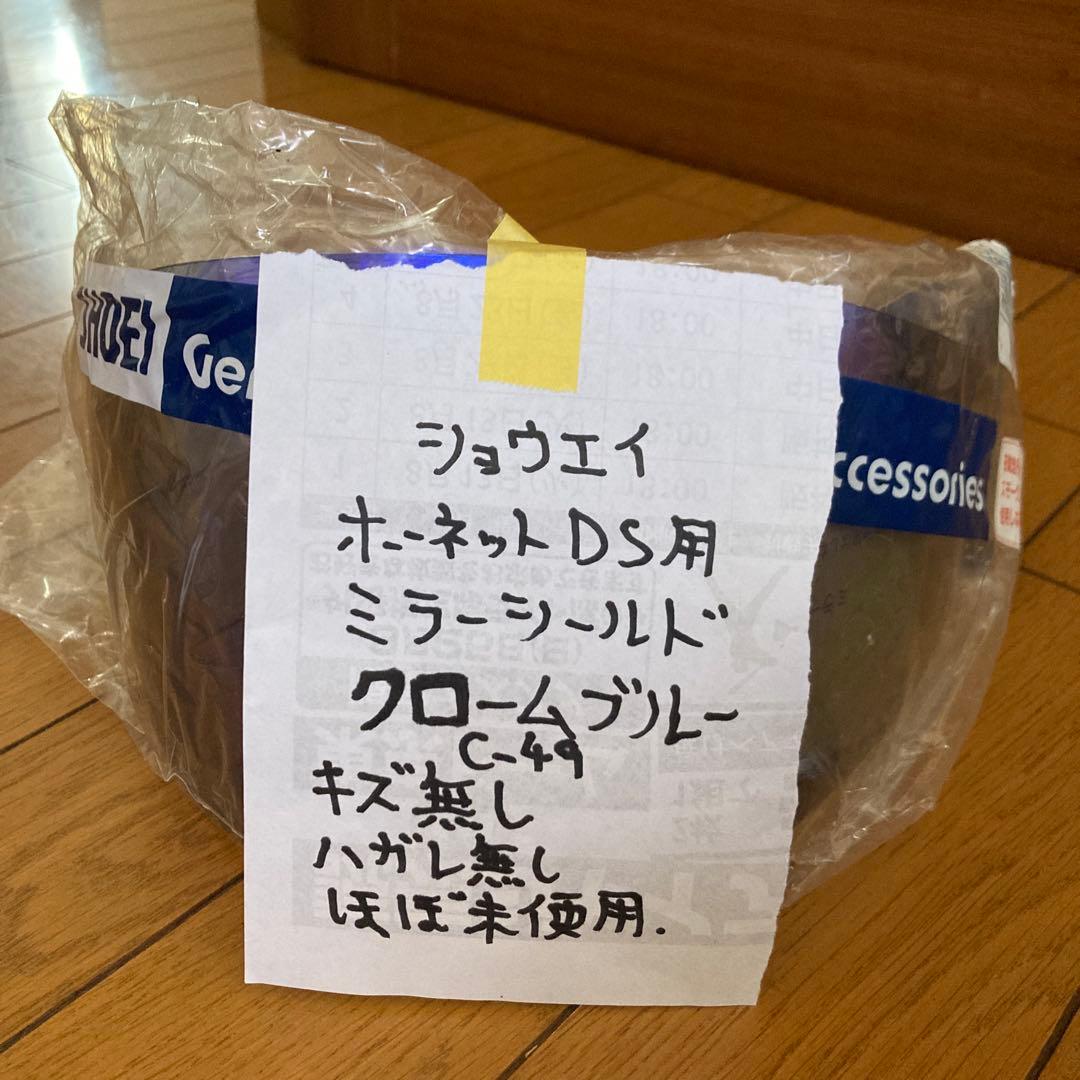 SHOEI
Ge
ccessories
ショウエイ
ホーネットDS用
ミラーシールド
クロームブルー
C-49
キズ無し
ハガレ無し
ほぼ未使用.